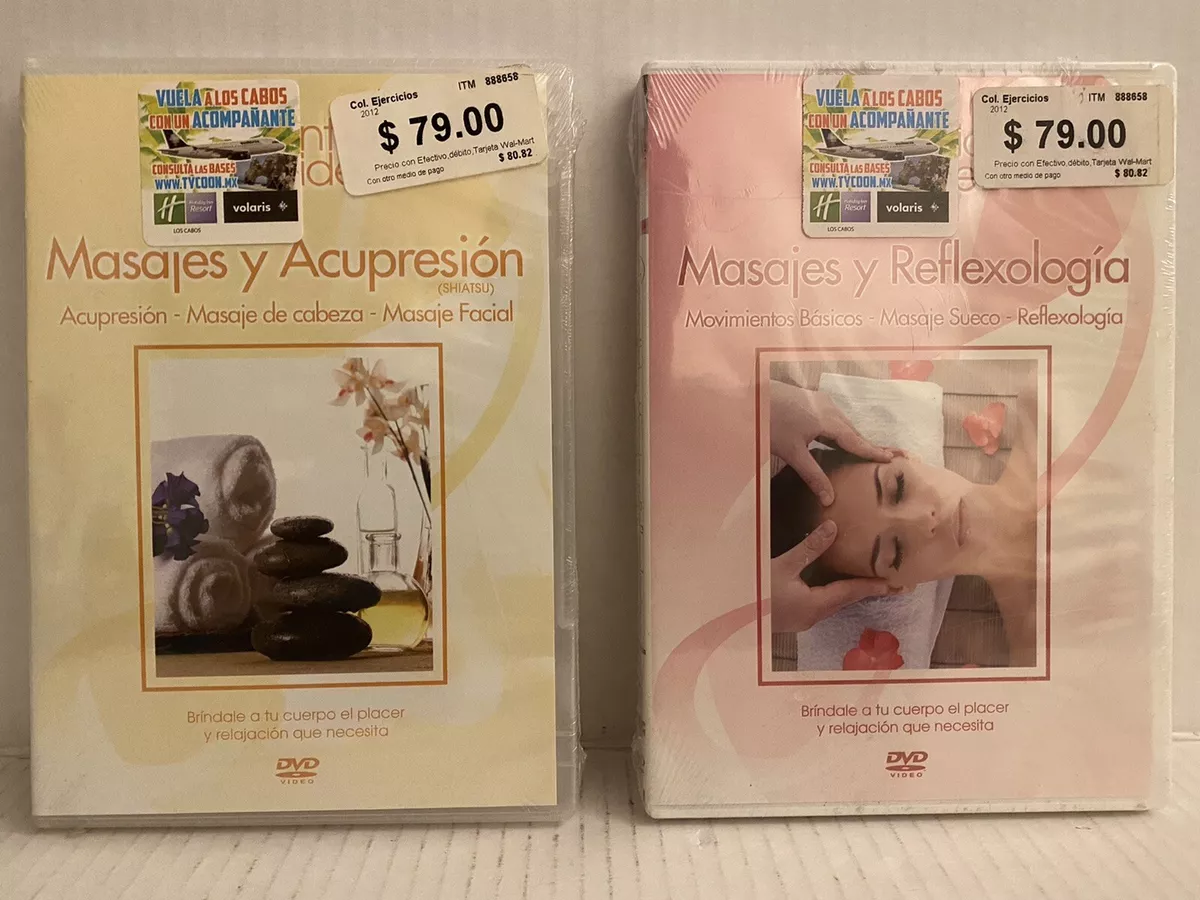 VUELA A LOS CABOS
CON UN ACOMPAÑANTE
CONSULTA LAS BASES
WWW.TYCOON.MX
H
Resort
volaris
LOS CABOS
Col. Ejercicios
ITM 888658
2012
$ 79.00
Precio con Efectivo,débito,Tarjeta Wal-Mart
$ 80.82
Con otro medio de pago
Masajes y Acupresión
(SHIATSU)
Acupresión - Masaje de cabeza - Masaje Facial
Bríndale a tu cuerpo el placer
y relajación que necesita
DVD
VIDEO
VUELA A LOS CABOS
CON UN ACOMPAÑANTE
CONSULTA LAS BASES
WWW.TYCOON.MX
H
Resort
volaris
LOS CABOS
Col. Ejercicios
ITM 888658
2012
$ 79.00
Precio con Efectivo,débito,Tarjeta Wal-Mart
$ 80.82
Con otro medio de pago
Masajes y Reflexología
Movimientos Básicos - Masaje Sueco - Reflexología
Bríndale a tu cuerpo el placer
y relajación que necesita
DVD
VIDEO